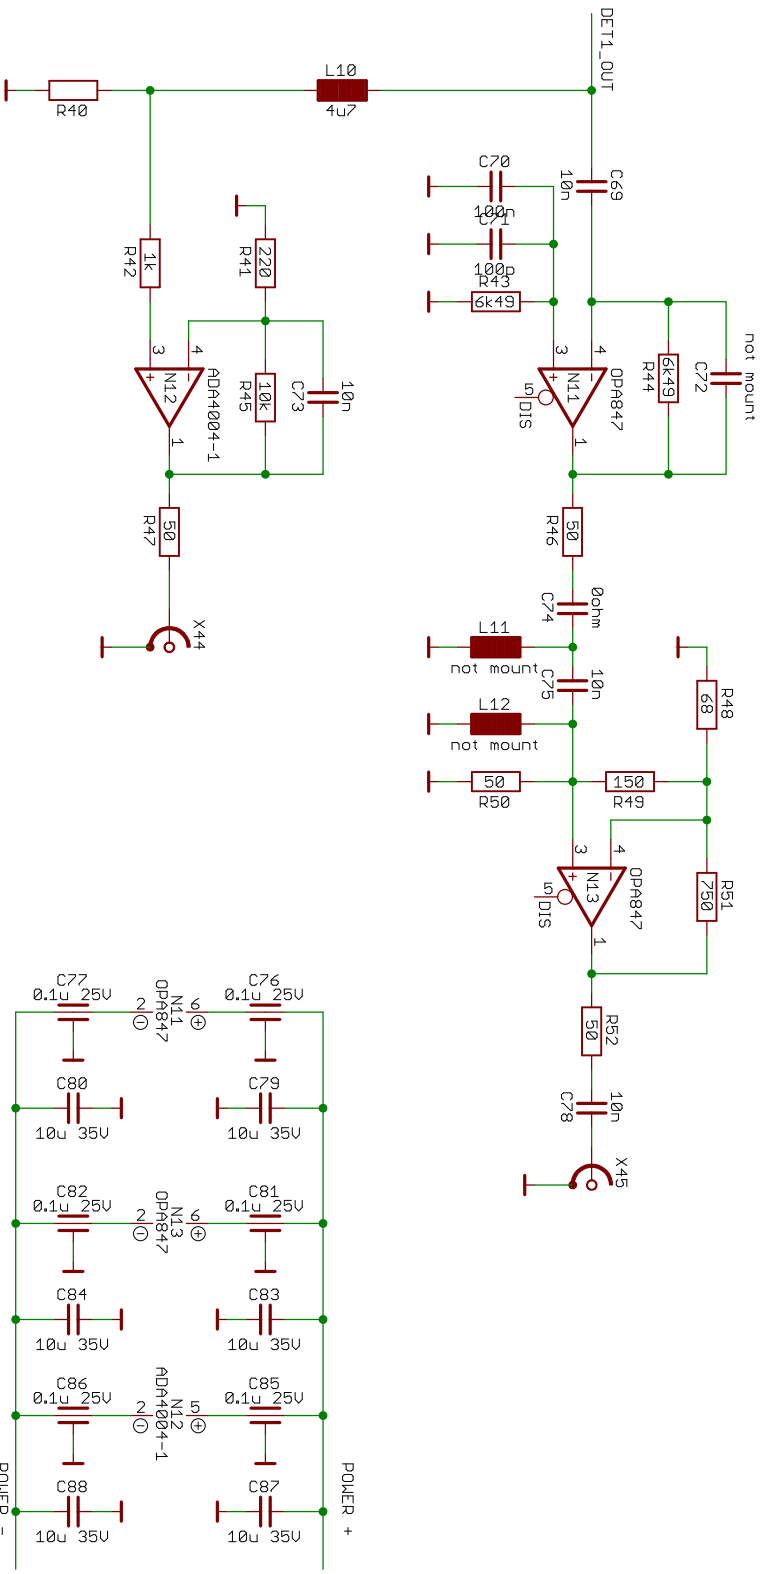 DET1_OUT
L10
4u7
R40
C69
10n
C70
100n
C71
100p
R43
6k49
R42
1k
R41
220
R45
10k
C73
10n
3
4
N12
ADA4004-1
1
+
-
R47
50
X44
not mount
C72
R44
6k49
3
4
N11
OPA847
1
5
DIS
+
-
R46
50
C74
0ohm
L11
not mount
C75
10n
L12
not mount
50
R50
150
R49
R48
68
R51
750
3
4
N13
OPA847
1
5
DIS
+
-
R52
50
C78
10n
X45
C77
0.1u 25V
2
-
N11
OPA847
6
+
C76
0.1u 25V
C80
10u 35V
C79
10u 35V
C82
0.1u 25V
2
-
N13
OPA847
6
+
C81
0.1u 25V
C84
10u 35V
C83
10u 35V
C86
0.1u 25V
2
-
N12
ADA4004-1
5
+
C85
0.1u 25V
C88
10u 35V
C87
10u 35V
POWER +
POWER -